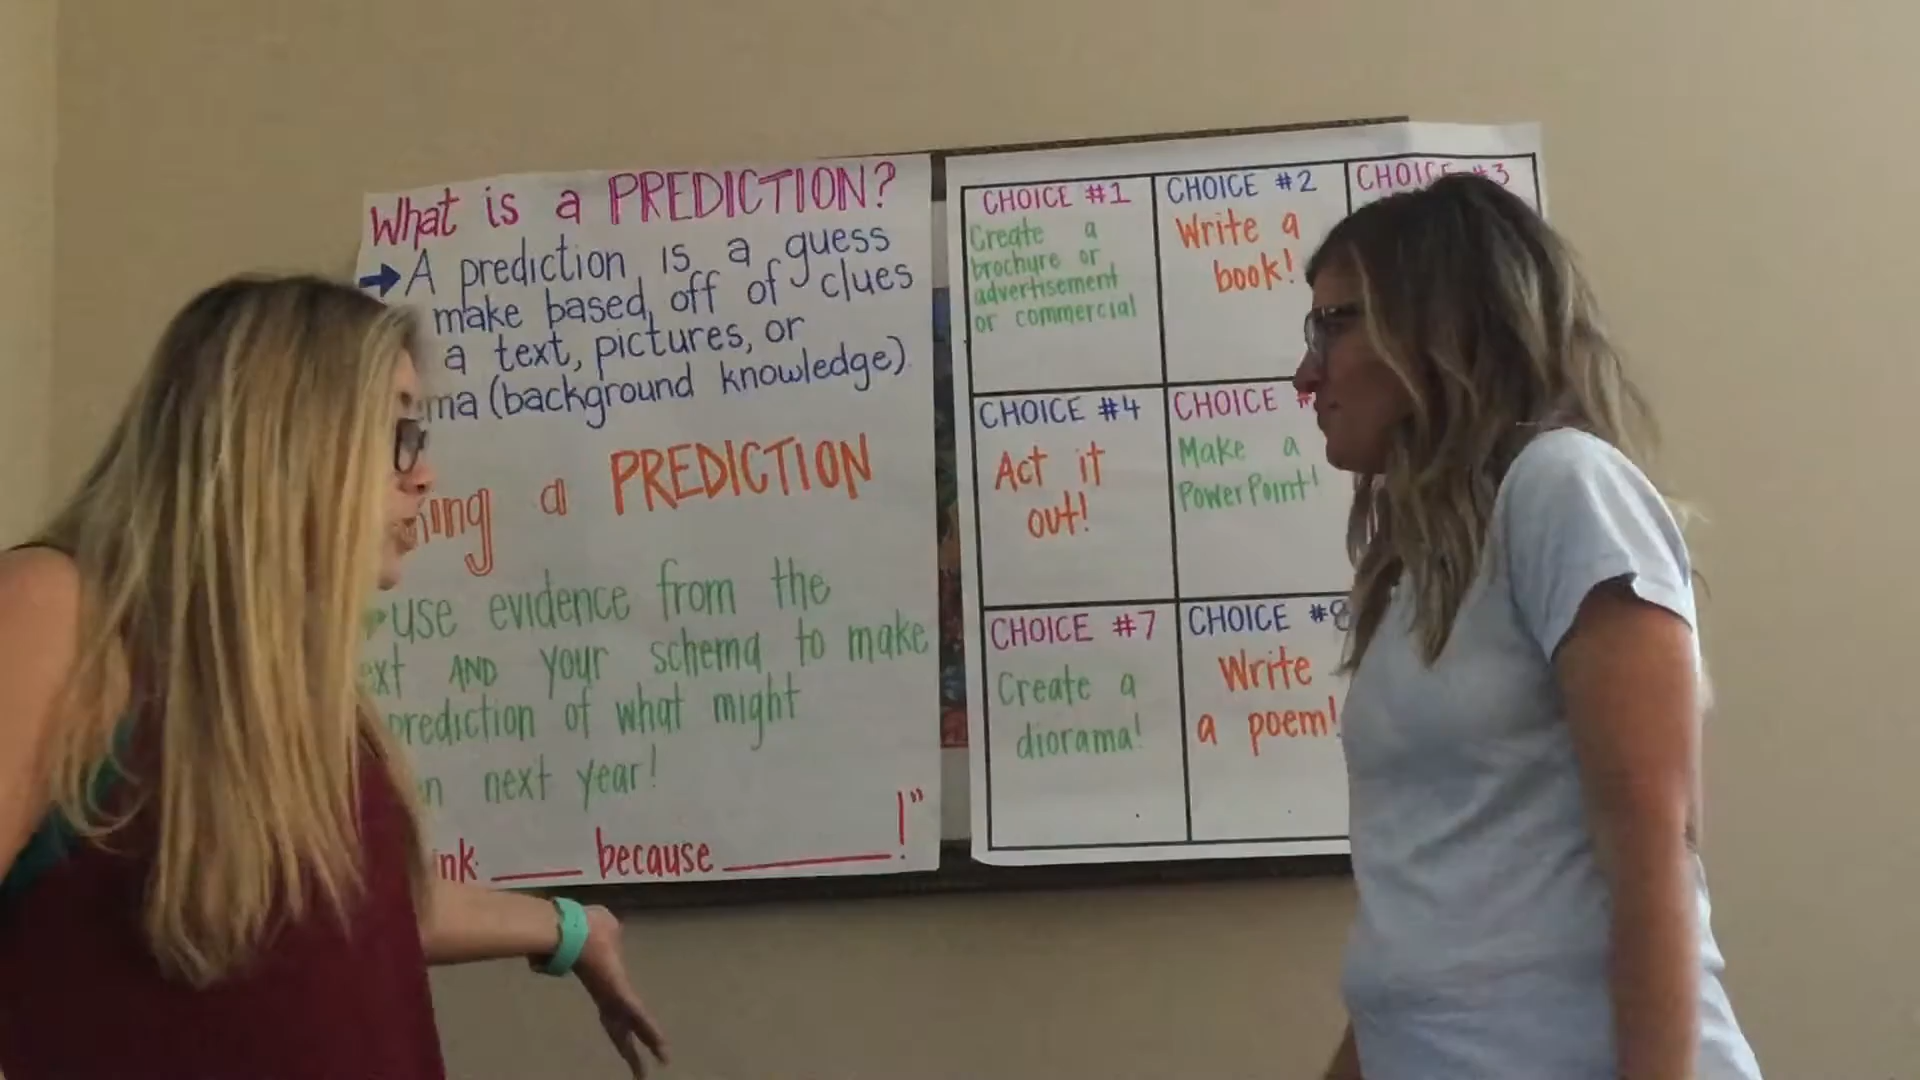 What is a PREDICTION?
A prediction is a guess
make based off of clues
a text, pictures, or
ma (background knowledge)
a PREDICTION
use evidence from the
AND your schema to make
prediction of what might
next year!
because !"
CHOICE #1
Create a
brochure or
advertisement
or commercial
CHOICE #2
Write a
book!
CHOICE #3
CHOICE #4
Act it
out!
CHOICE #
Make a
PowerPoint!
CHOICE #7
Create a
diorama!
CHOICE #8
Write
a poem!